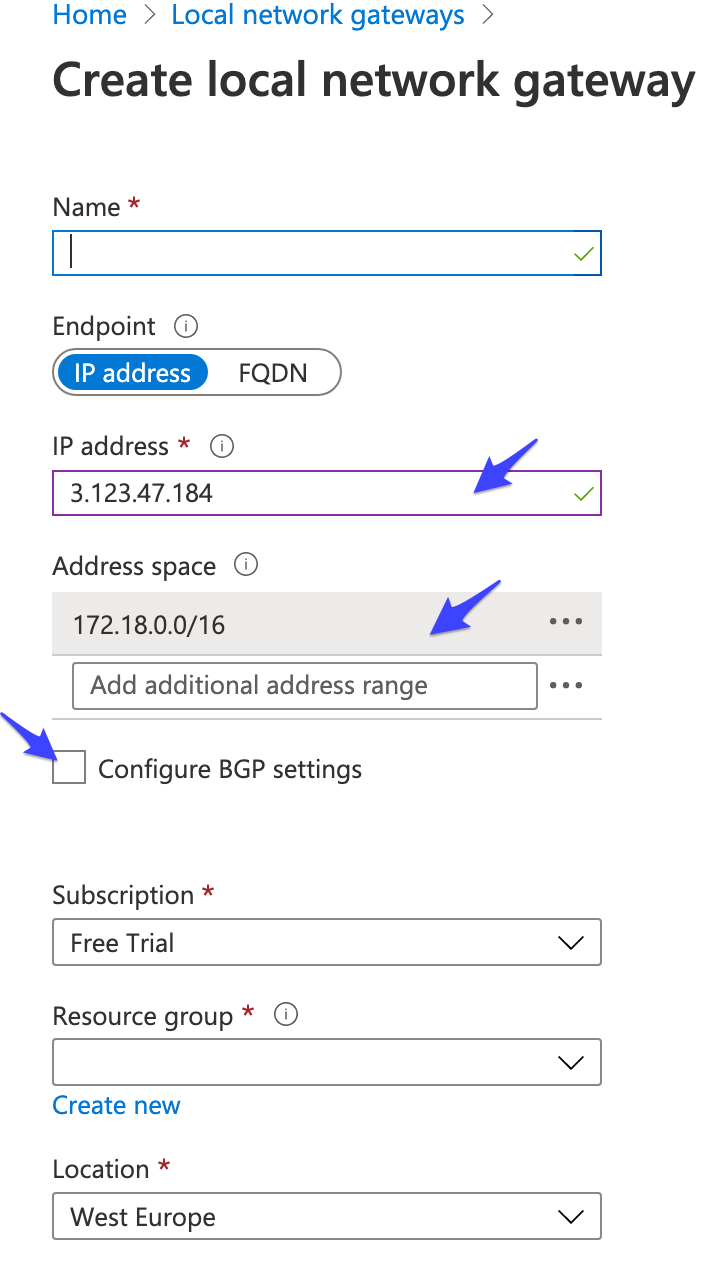 Home > Local network gateways >
Create local network gateway
Name *
Endpoint
IP address FQDN
IP address *
3.123.47.184
Address space
172.18.0.0/16 •••
Add additional address range •••
Configure BGP settings
Subscription *
Free Trial
Resource group *
Create new
Location *
West Europe